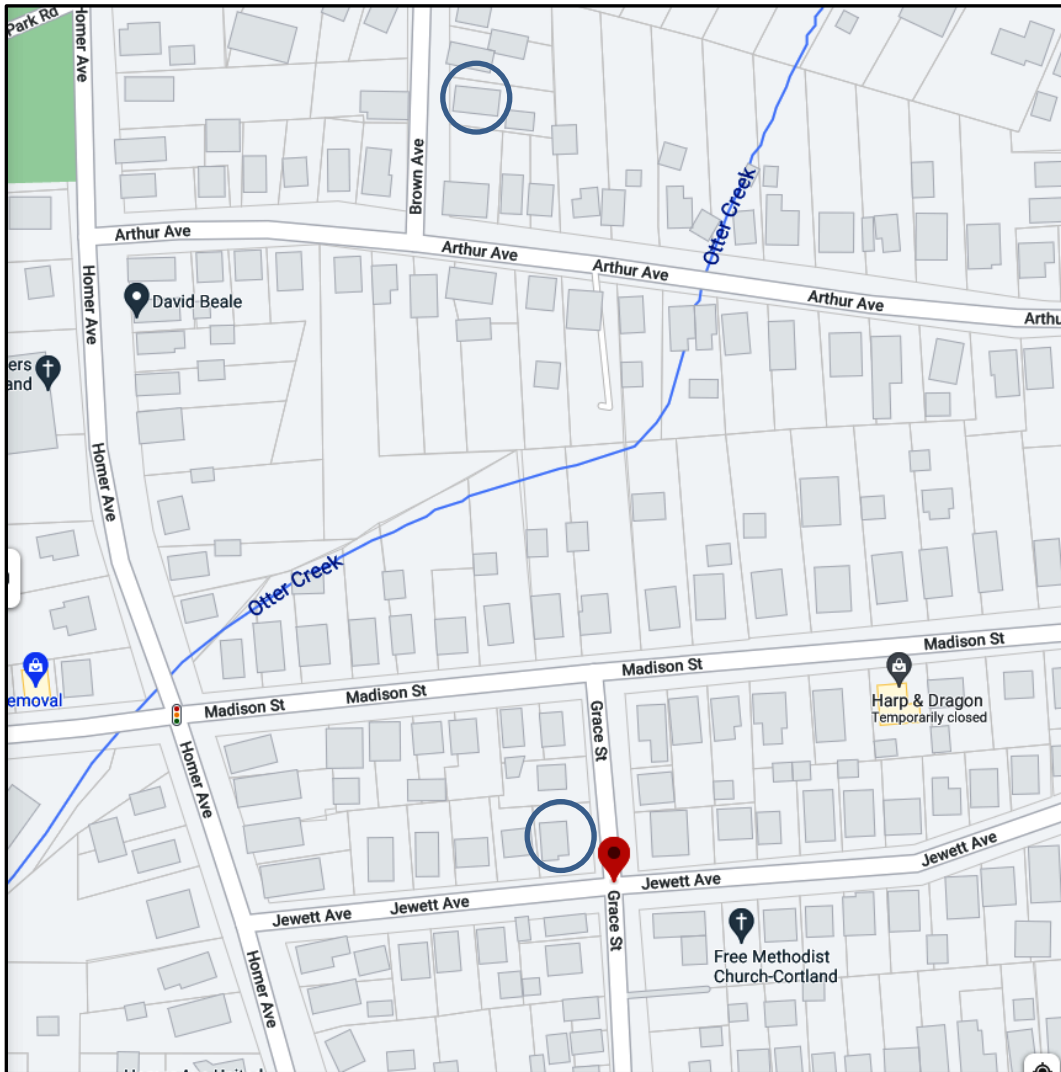 Park Rd
Homer Ave
Brown Ave
Otter Creek
Arthur Ave
Arthur Ave
Arthur Ave
Arthur Ave
Arthu
Homer Ave
David Beale
ers
and
Homer Ave
Otter Creek
Madison St
Madison St
Madison St
Madison St
emoval
Harp & Dragon
Temporarily closed
Grace St
Homer Ave
Jewett Ave
Jewett Ave
Jewett Ave
Jewett Ave
Grace St
Free Methodist
Church-Cortland
Homer Ave